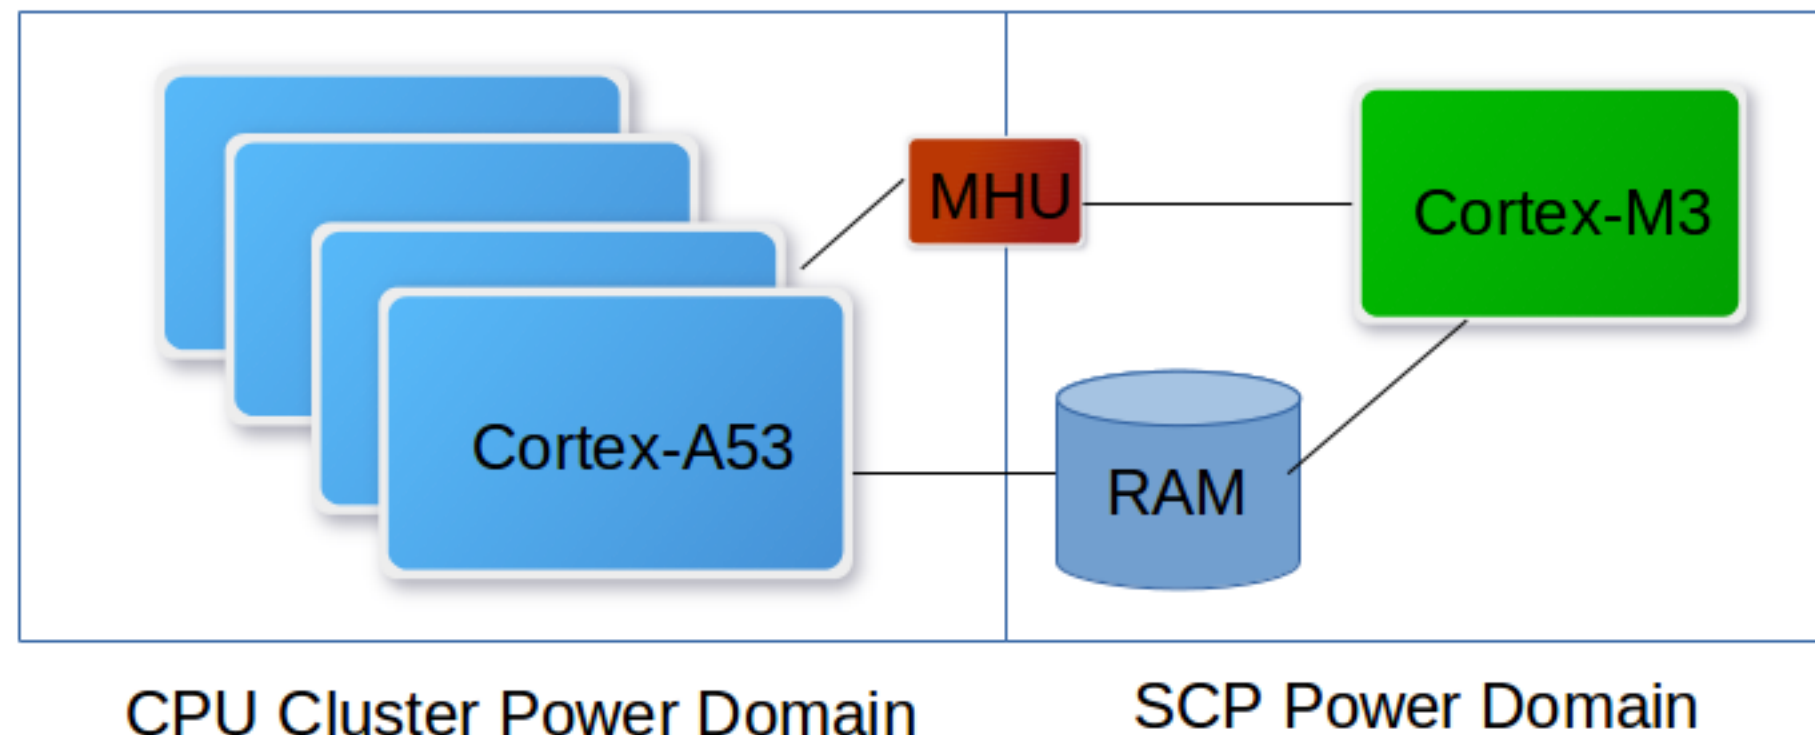 MHU
Cortex-M3
Cortex-A53
RAM
CPU Cluster Power Domain
SCP Power Domain